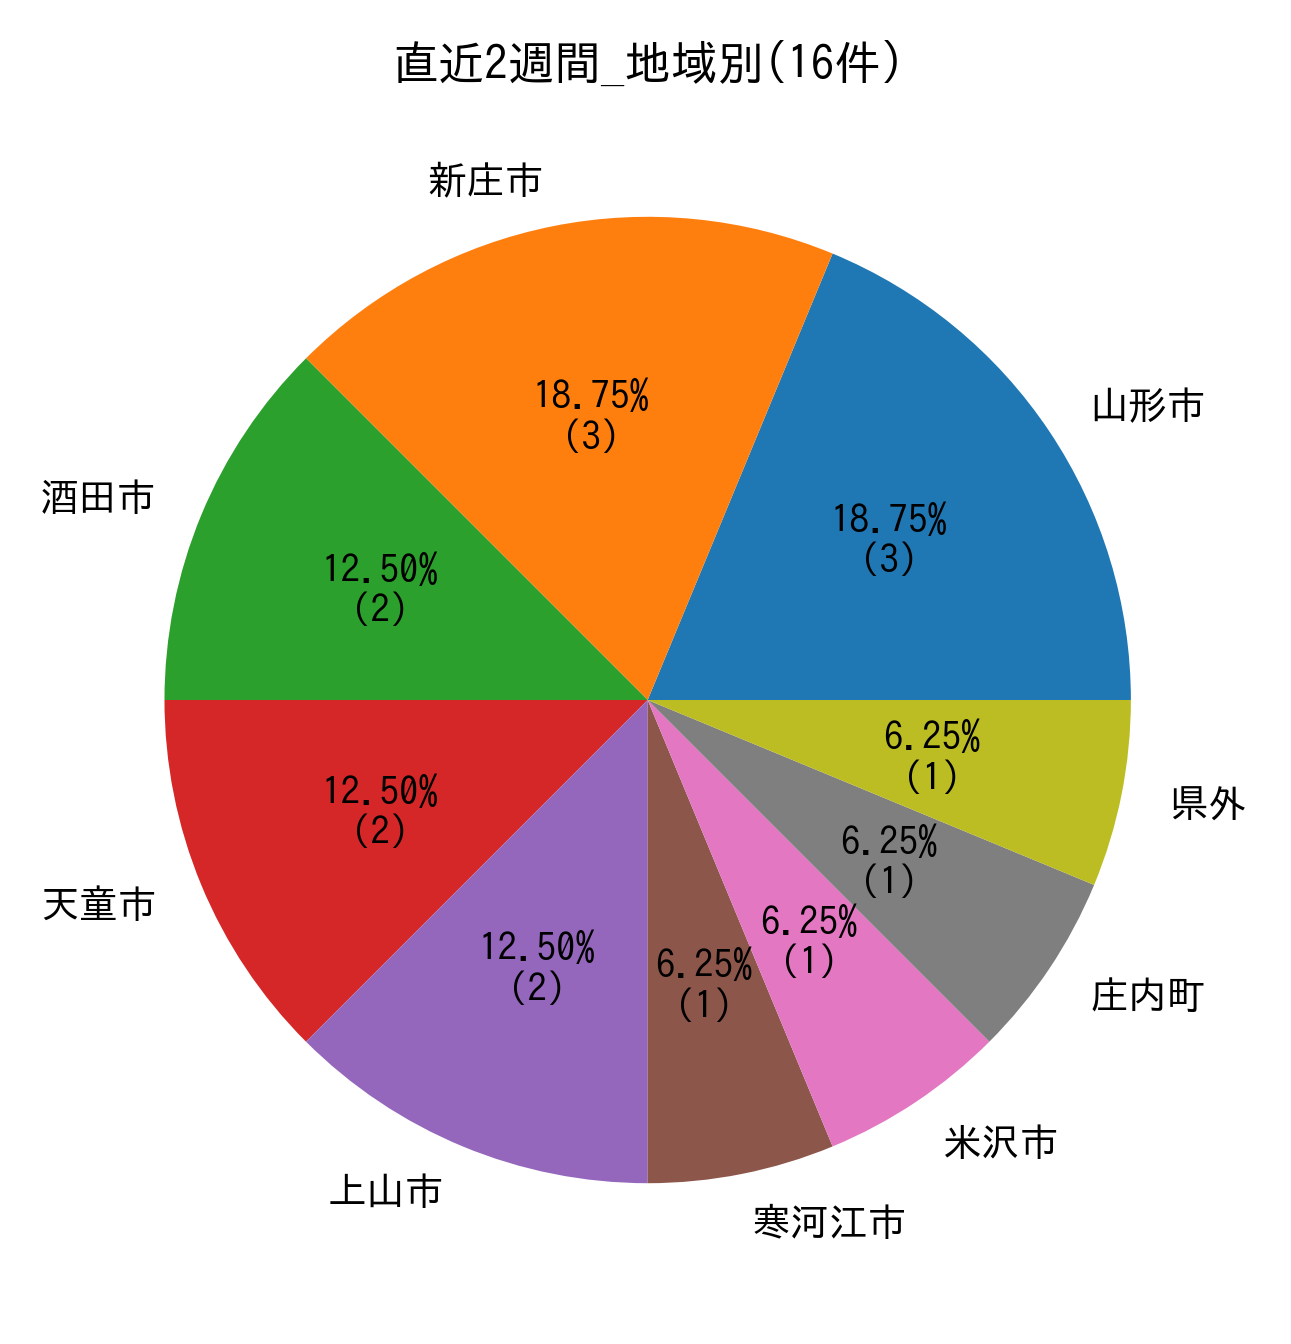 直近2週間_地域別(16件)
新庄市
山形市
18.75%
(3)
18.75%
(3)
酒田市
12.50%
(2)
12.50%
(2)
天童市
12.50%
(2)
上山市
6.25%
(1)
寒河江市
6.25%
(1)
米沢市
6.25%
(1)
庄内町
6.25%
(1)
県外